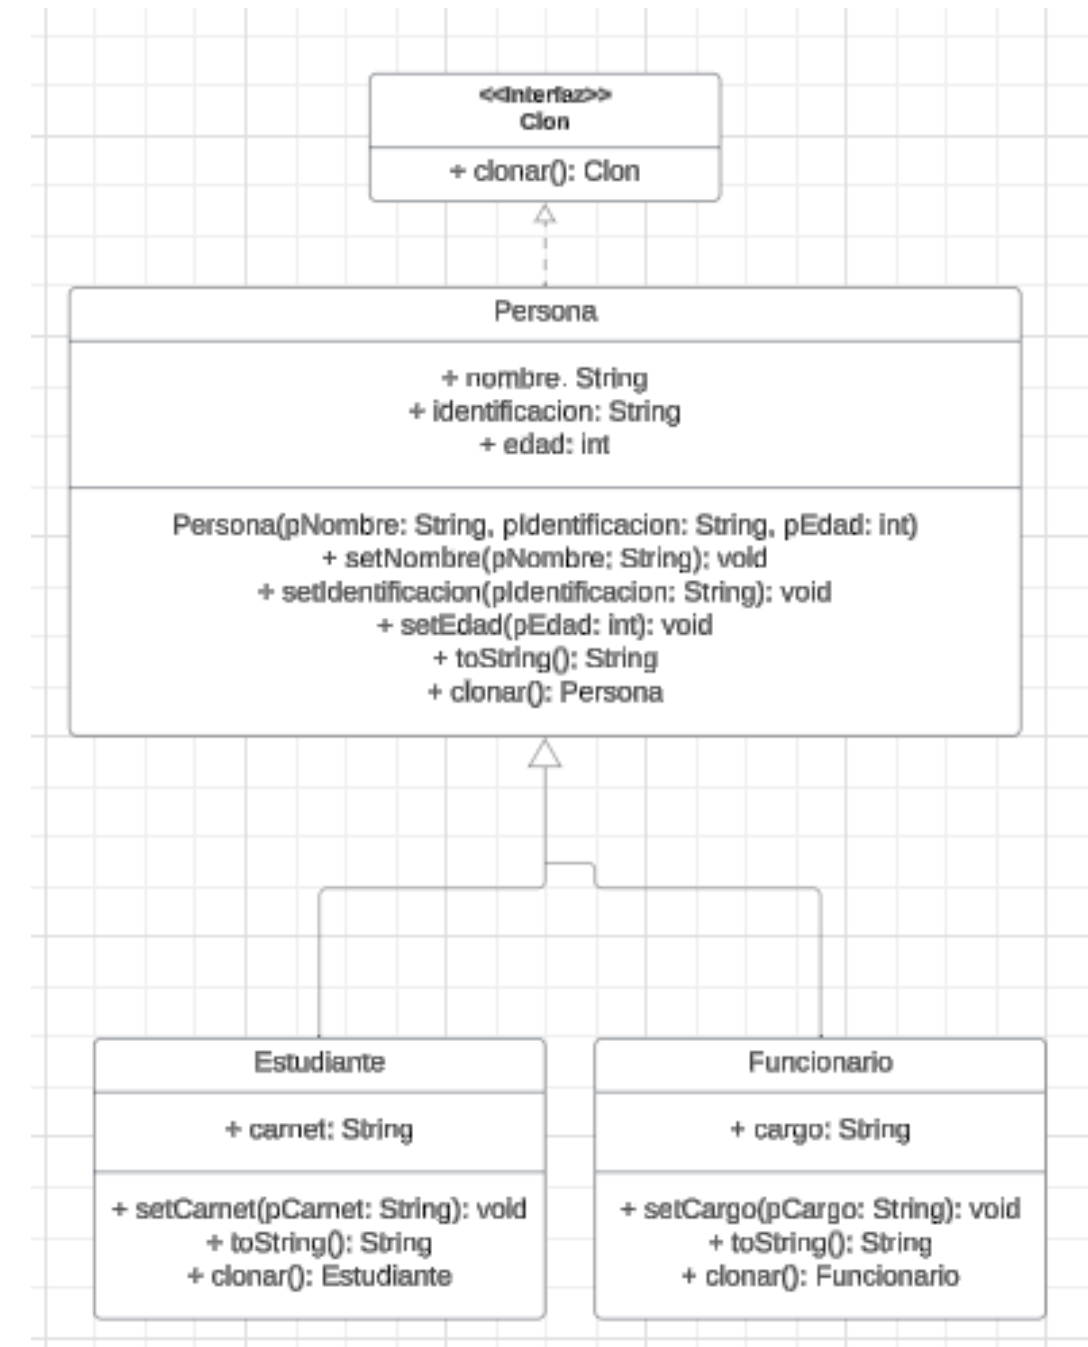 <<Interfaz>>
Clon
+ clonar(): Clon
Persona
+ nombre. String
+ identificacion: String
+ edad: int
Persona(pNombre: String, pIdentificacion: String, pEdad: int)
+ setNombre(pNombre: String): void
+ setIdentificacion(pIdentificacion: String): void
+ setEdad(pEdad: int): void
+ toString(): String
+ clonar(): Persona
Estudiante
+ carnet: String
+ setCarnet(pCarnet: String): void
+ toString(): String
+ clonar(): Estudiante
Funcionario
+ cargo: String
+ setCargo(pCargo: String): void
+ toString(): String
+ clonar(): Funcionario